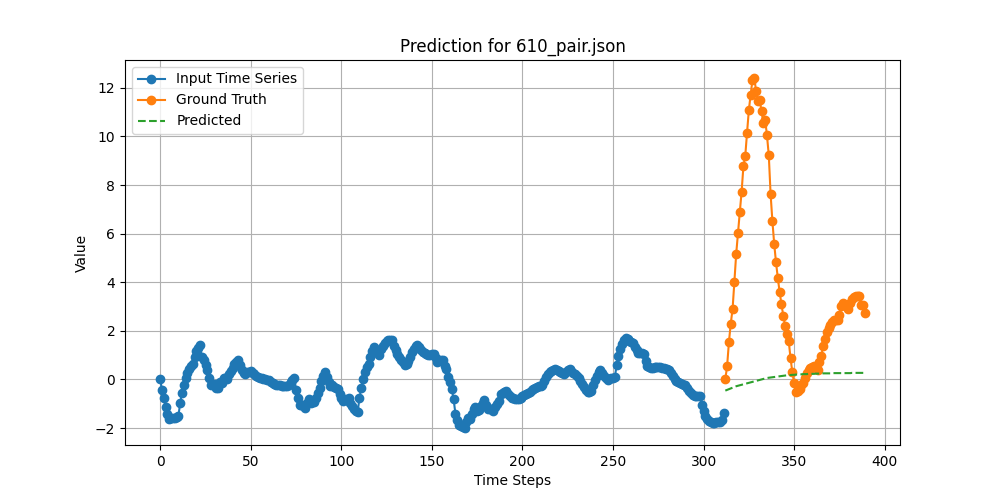 Prediction for 610_pair.json
Input Time Series
Ground Truth
Predicted
12
10
8
6
4
2
0
−2
Value
0 50 100 150 200 250 300 350 400
Time Steps